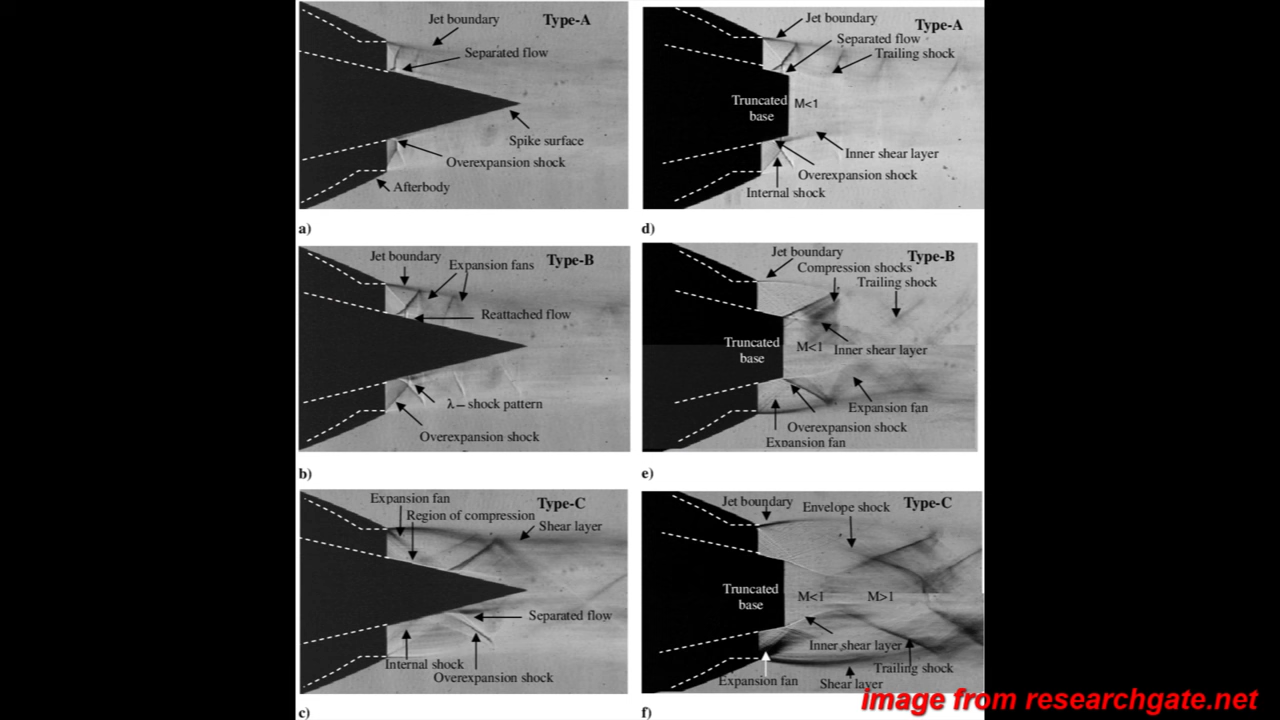 Type-A
Jet boundary
Separated flow
Spike surface
Overexpansion shock
Afterbody
a)
Type-A
Jet boundary
Separated flow
Trailing shock
Truncated
base
M<1
Inner shear layer
Overexpansion shock
Internal shock
d)
Type-B
Jet boundary
Expansion fans
Reattached flow
λ – shock pattern
Overexpansion shock
b)
Type-B
Jet boundary
Compression shocks
Trailing shock
Truncated
base
M<1
Inner shear layer
Expansion fan
Overexpansion shock
Expansion fan
e)
Type-C
Expansion fan
Region of compression
Shear layer
Separated flow
Internal shock
Overexpansion shock
c)
Type-C
Jet boundary
Envelope shock
Truncated
base
M<1
M>1
Inner shear layer
Trailing shock
Expansion fan
Shear layer
f)
image from researchgate.net